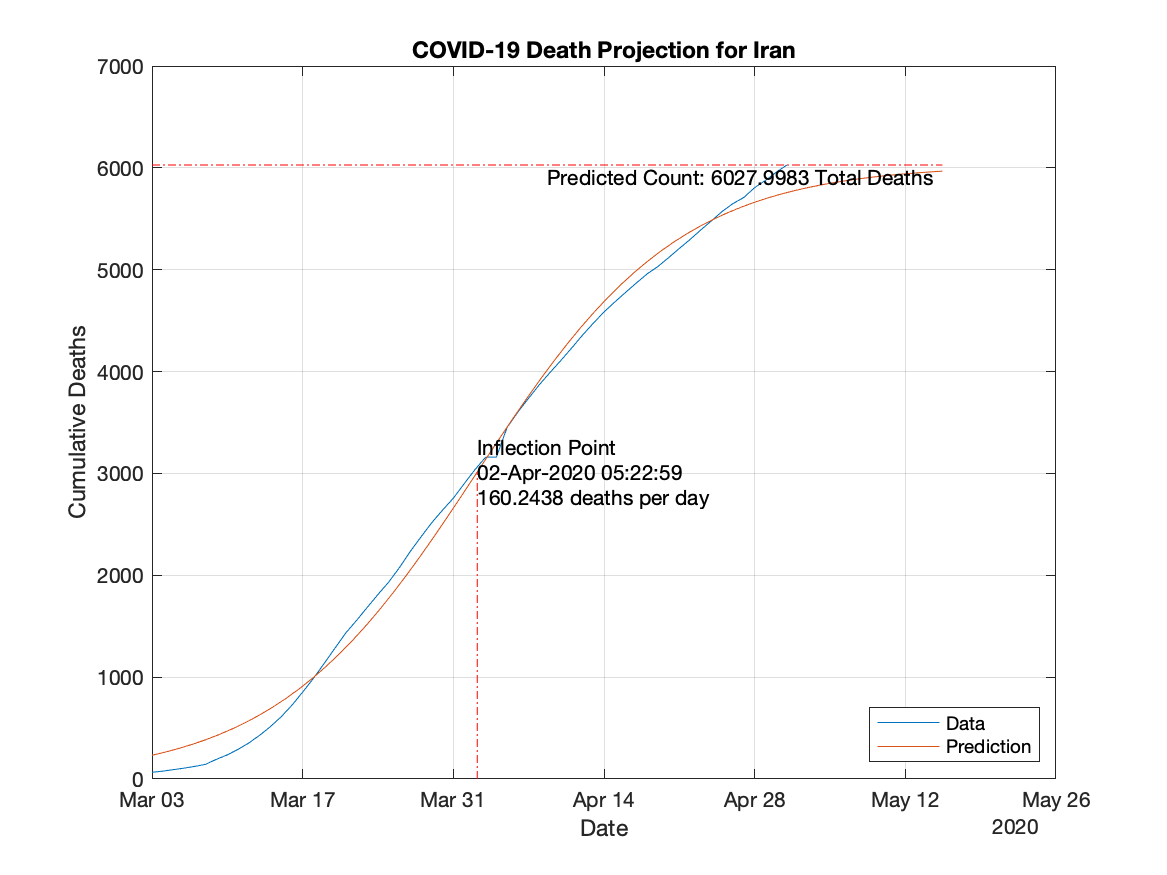 COVID-19 Death Projection for Iran
7000
6000
5000
4000
3000
2000
1000
0
Cumulative Deaths
Predicted Count: 6027.9983 Total Deaths
Inflection Point
02-Apr-2020 05:22:59
160.2438 deaths per day
Data
Prediction
Mar 03 Mar 17 Mar 31 Apr 14 Apr 28 May 12 May 26
Date
2020